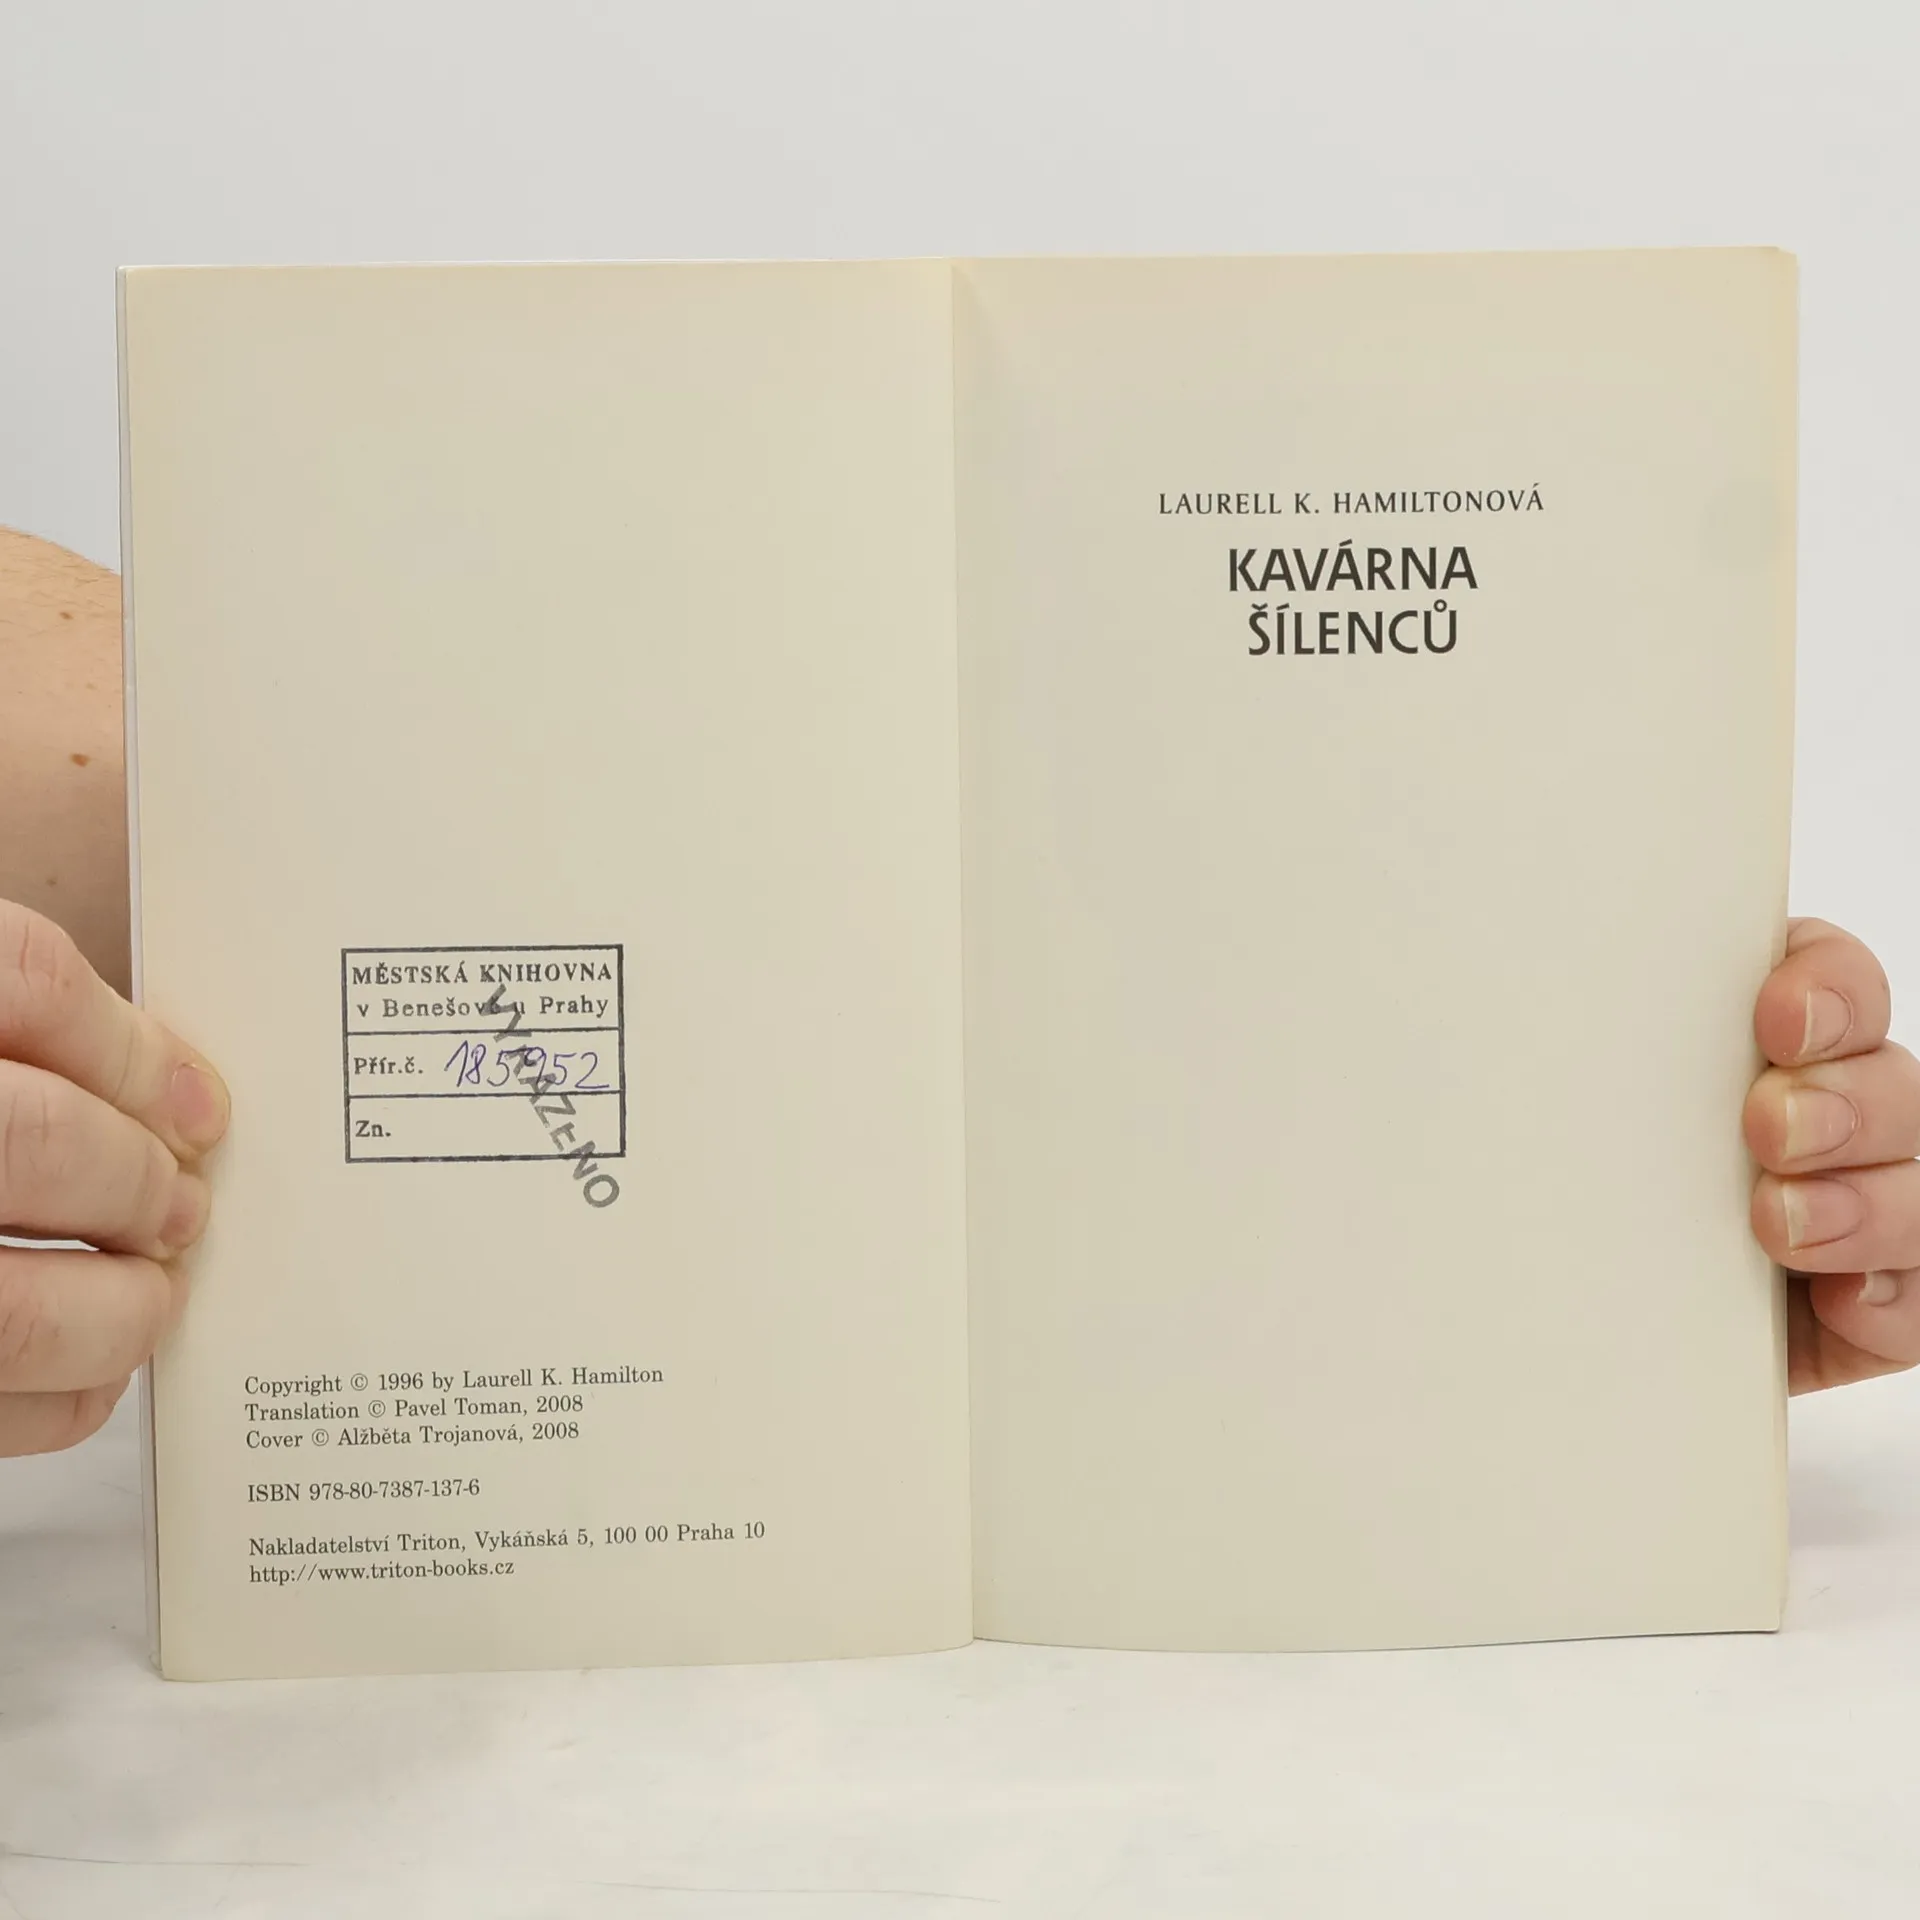 MĚSTSKÁ KNIHOVNA
v Benešově u Prahy
Přír.č. 185952
Zn.
VYŘAZENO
Copyright © 1996 by Laurell K. Hamilton
Translation © Pavel Toman, 2008
Cover © Alžběta Trojanová, 2008
ISBN 978-80-7387-137-6
Nakladatelství Triton, Vykáňská 5, 100 00 Praha 10
http://www.triton-books.cz
LAURELL K. HAMILTONOVÁ
KAVÁRNA
ŠÍLENCŮ